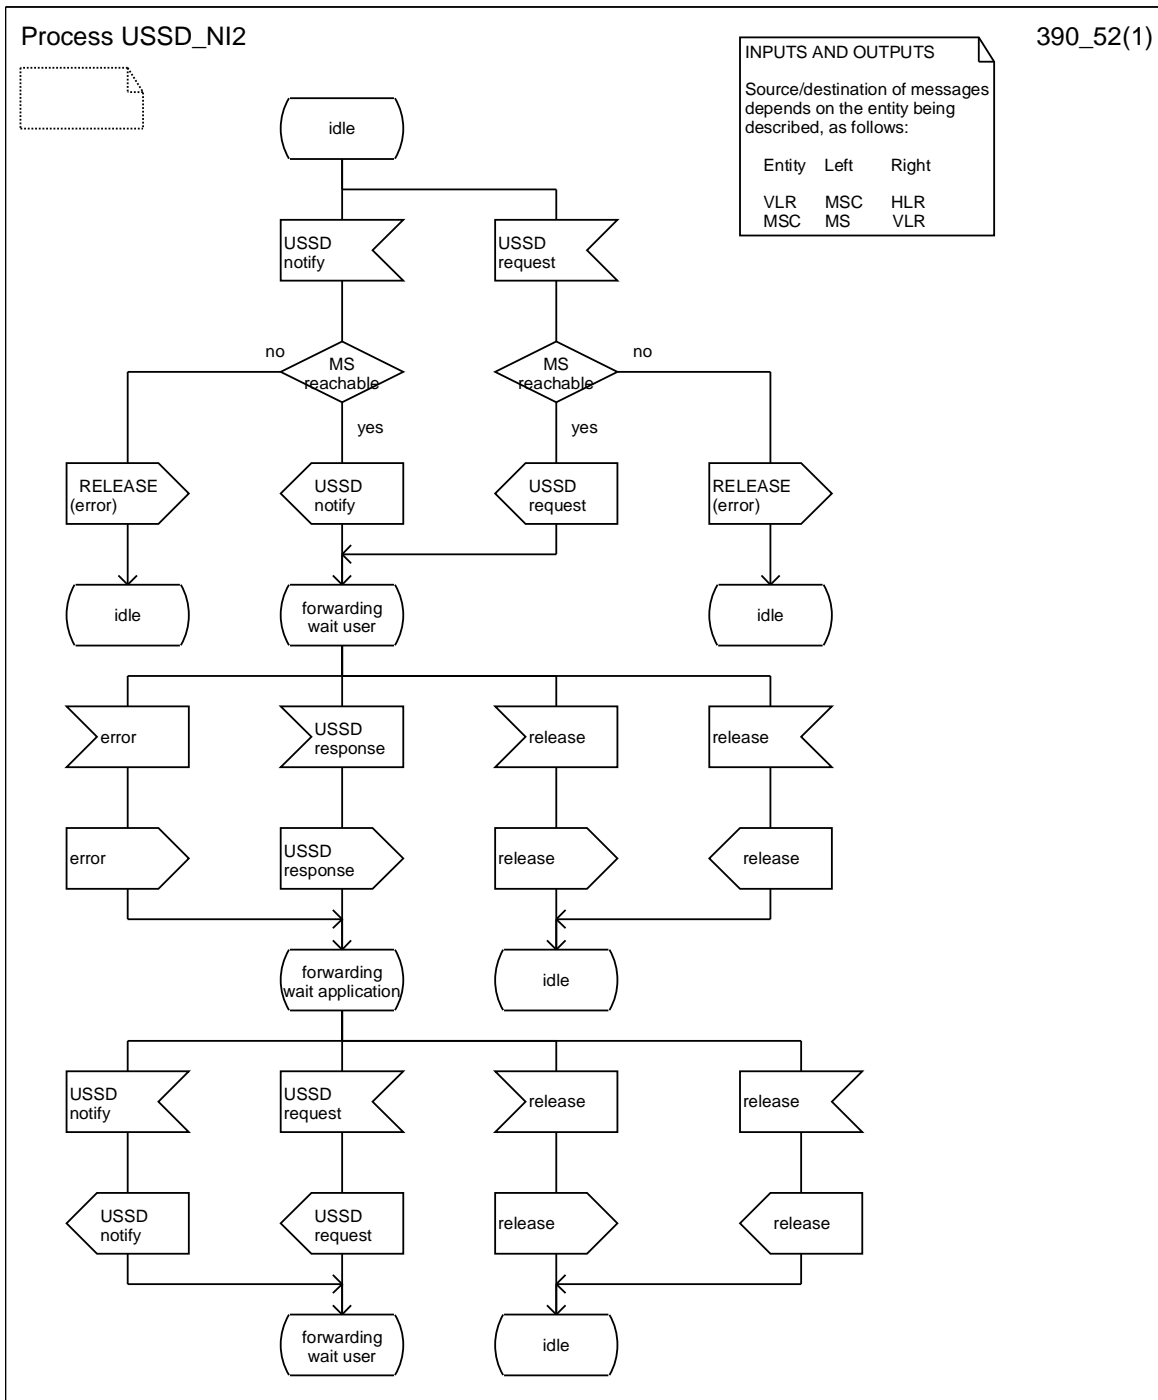 Process USSD_NI2
390_52(1)
INPUTS AND OUTPUTS
Source/destination of messages
depends on the entity being
described, as follows:
Entity Left Right
VLR MSC HLR
MSC MS VLR
idle
USSD
notify
USSD
request
no
MS
reachable
yes
MS
reachable
no
yes
RELEASE
(error)
USSD
notify
USSD
request
RELEASE
(error)
idle
forwarding
wait user
idle
error
USSD
response
release
release
error
USSD
response
release
release
forwarding
wait application
idle
USSD
notify
USSD
request
release
release
USSD
notify
USSD
request
release
release
forwarding
wait user
idle